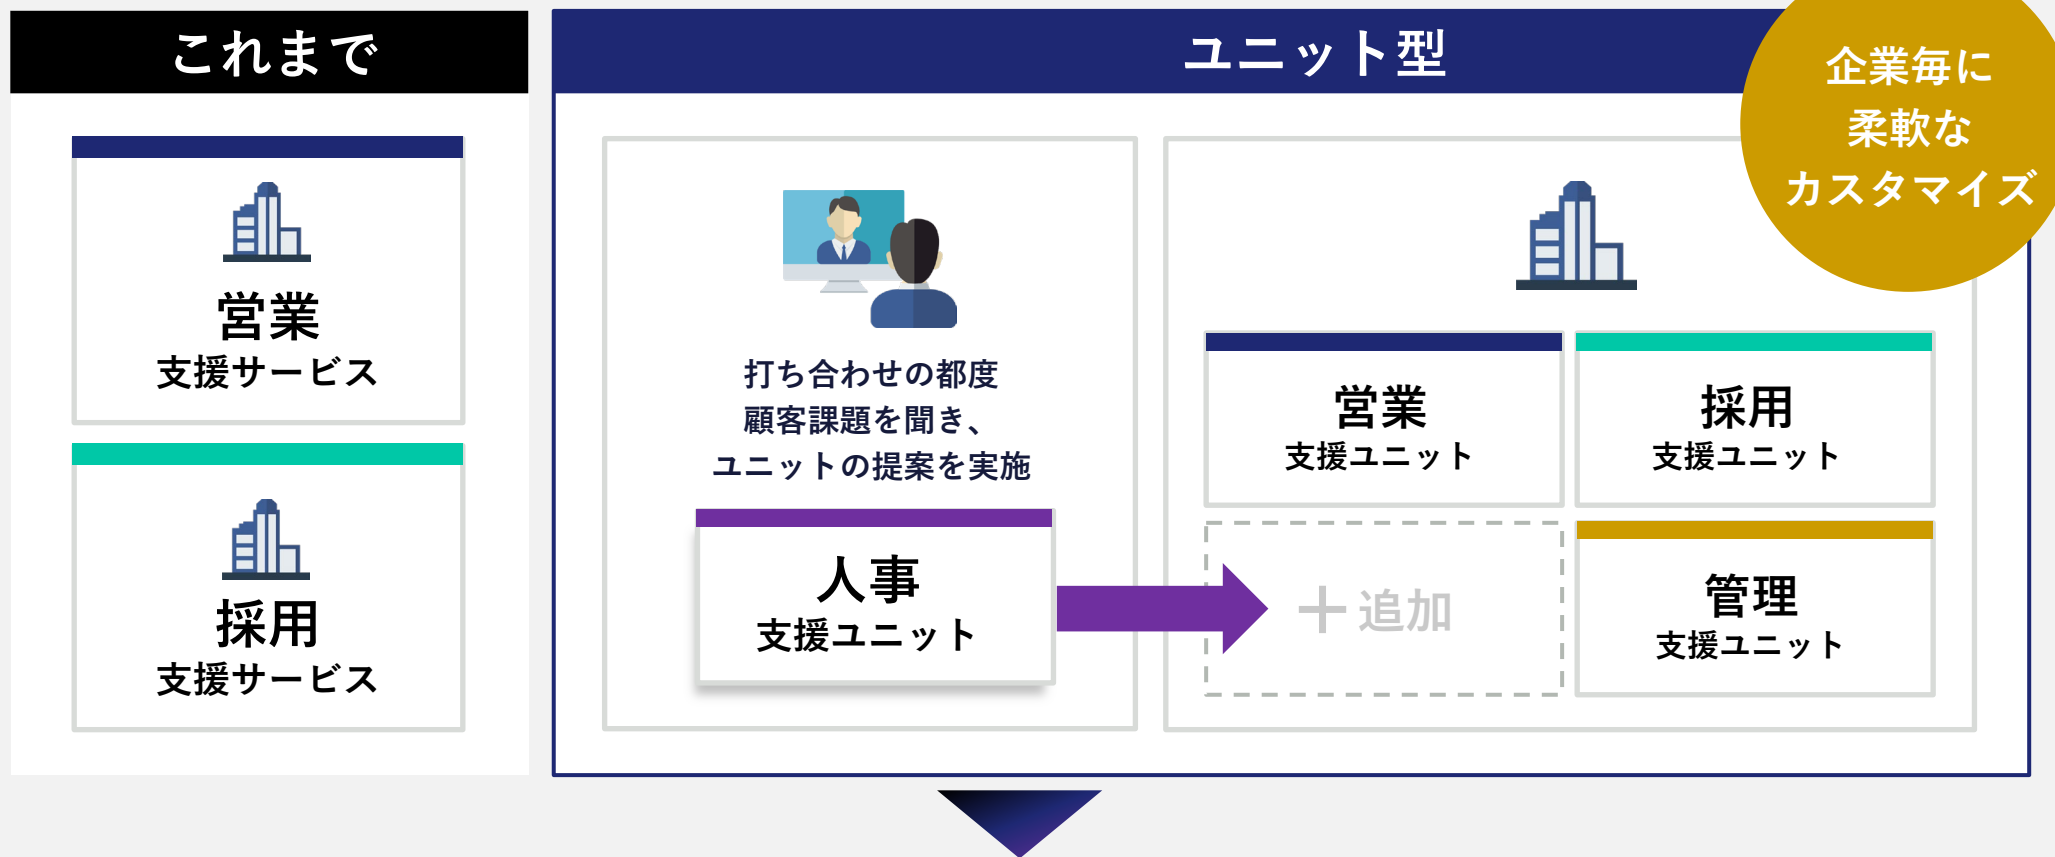 これまで
営業
支援サービス
採用
支援サービス
ユニット型
企業毎に
柔軟な
カスタマイズ
打ち合わせの都度
顧客課題を聞き、
ユニットの提案を実施
人事
支援ユニット
営業
支援ユニット
採用
支援ユニット
＋追加
管理
支援ユニット